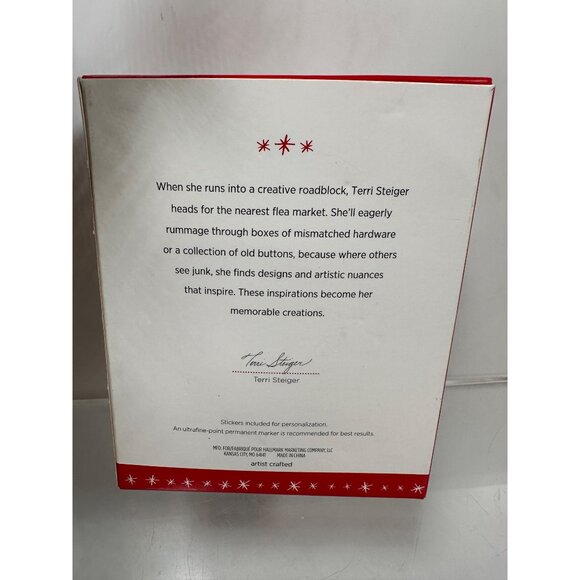 When she runs into a creative roadblock, Terri Steiger
heads for the nearest flea market. She'll eagerly
rummage through boxes of mismatched hardware
or a collection of old buttons, because where others
see junk, she finds designs and artistic nuances
that inspire. These inspirations become her
memorable creations.
Terri Steiger
Terri Steiger
Stickers included for personalization.
An ultrafine-point permanent marker is recommended for best results.
MFD. FOR/FABRIQUÉ POUR HALLMARK MARKETING COMPANY, LLC
KANSAS CITY, MO 64141 MADE IN CHINA
artist crafted